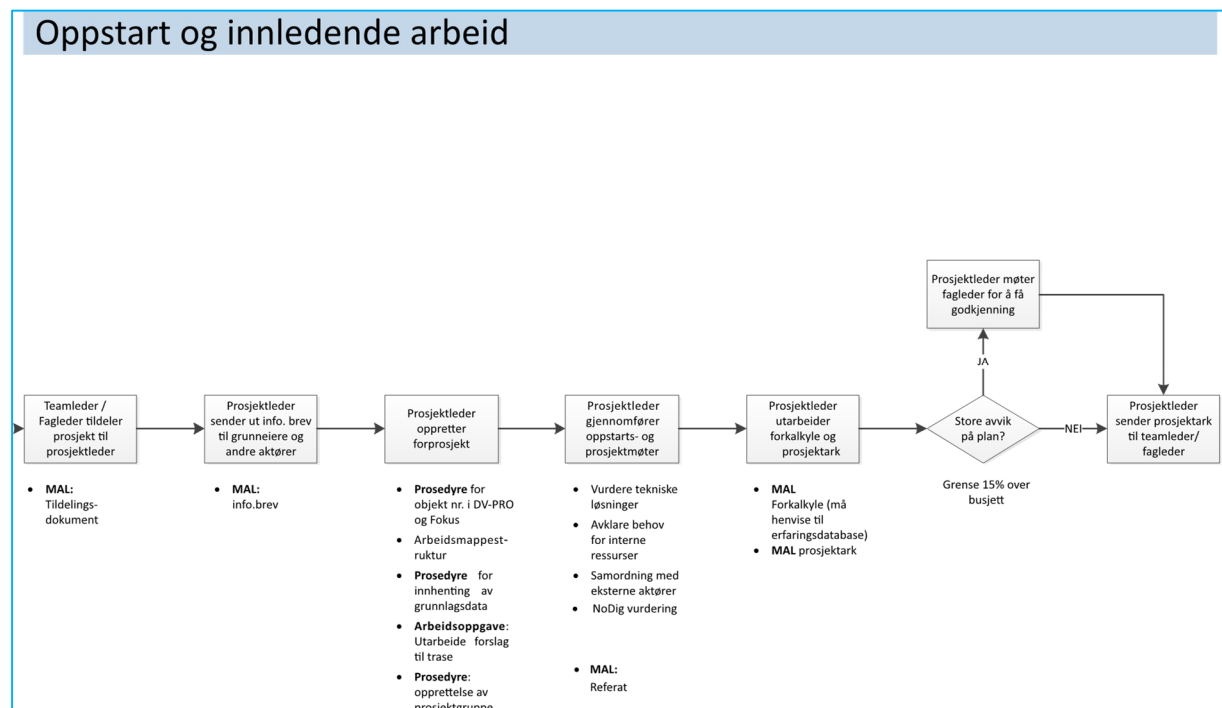 Oppstart og innledende arbeid
Prosjektleder møter
fagleder for å få
godkjenning
JA
Teamleder /
Fagleder tildeler
prosjekt til
prosjektleder
Prosjektleder
sender ut info. brev
til grunneiere og
andre aktører
Prosjektleder
oppretter
forprosjekt
Prosjektleder
gjennomfører
oppstarts- og
prosjektmøter
Prosjektleder
utarbeider
forkalkyle og
prosjektark
Store avvik
på plan?
NEI
Prosjektleder
sender prosjektark
til teamleder/
fagleder
Grense 15% over
busjett
• MAL:
Tildelings-
dokument
• MAL:
info.brev
• Prosedyre for
objekt nr. i DV-PRO
og Fokus
• Arbeidsmappest-
ruktur
• Prosedyre for
innhenting av
grunnlagsdata
• Arbeidsoppgave:
Utarbeide forslag
til trase
• Prosedyre:
opprettelse av
prosjektgruppe
• Vurdere tekniske
løsninger
• Avklare behov
for interne
ressurser
• Samordning med
eksterne aktører
• NoDig vurdering
• MAL:
Referat
• MAL
Forkalkyle (må
henvise til
erfaringsdatabase)
• MAL prosjektark